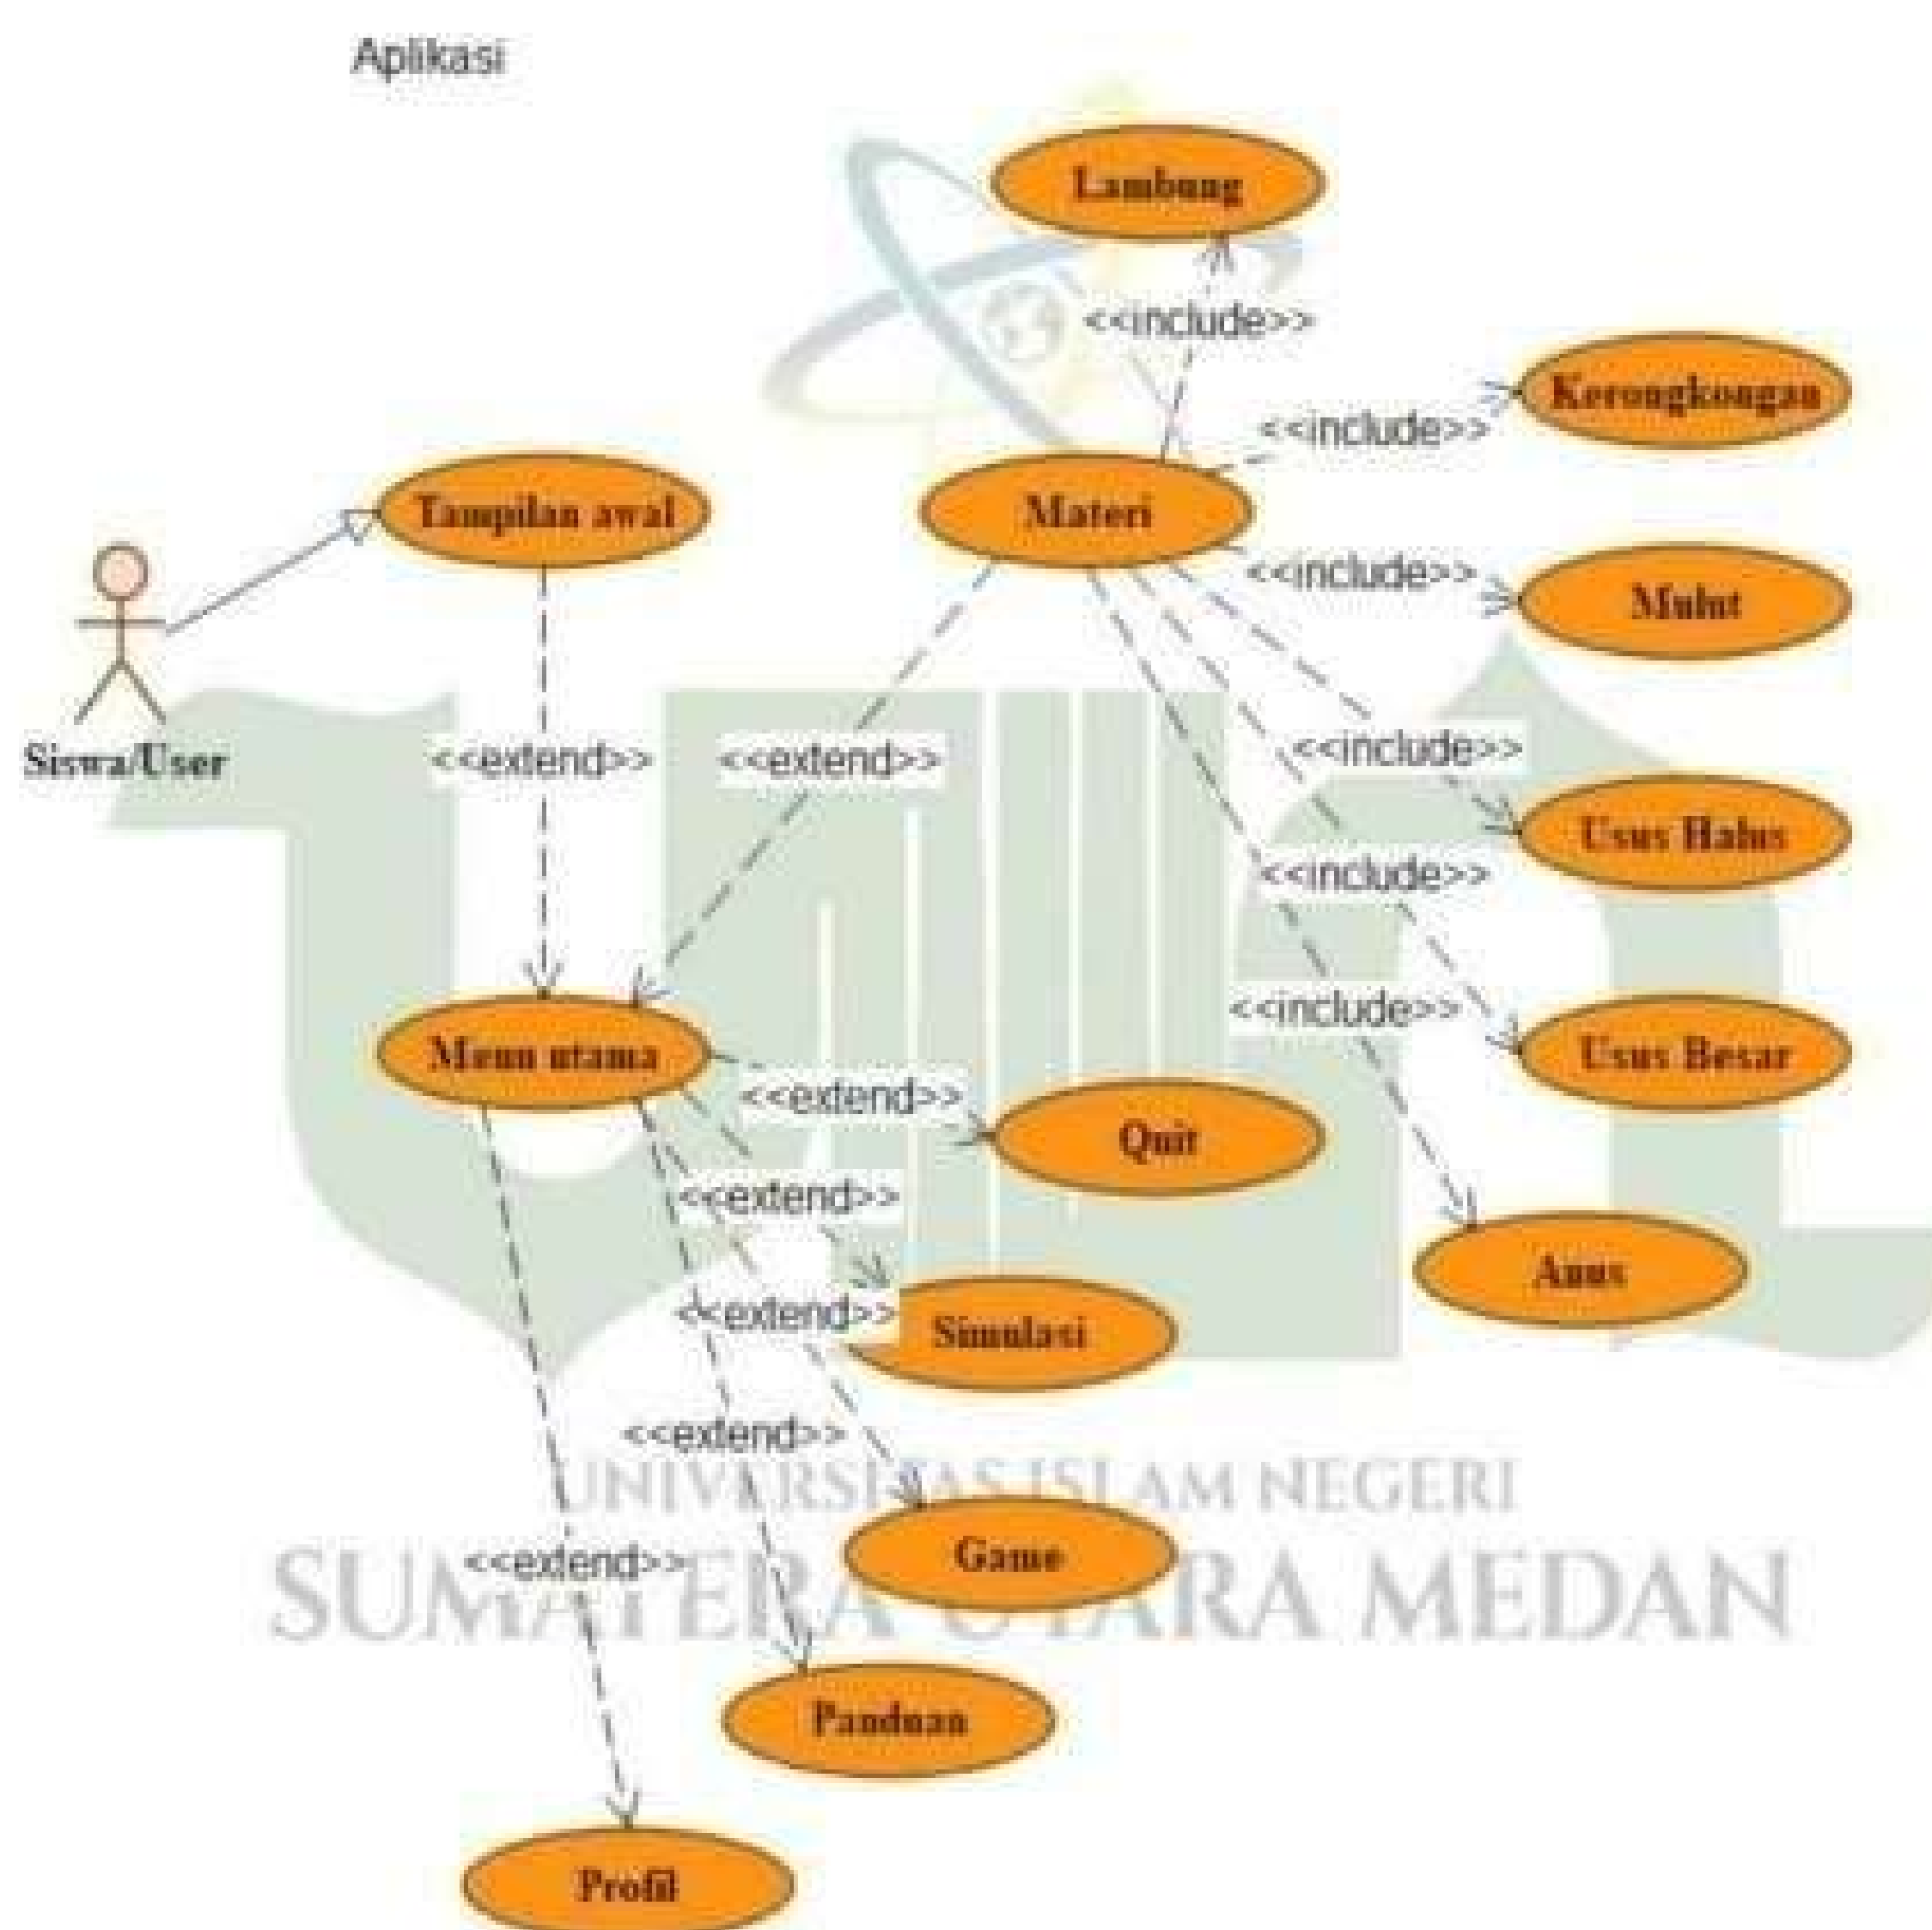 Aplikasi
Lambung
<<include>>
Kerongkongan
<<include>>
Tampilan awal
Materi
<<include>>
Mulut
Siswa/User
<<extend>>
<<extend>>
<<include>>
Usus Halus
<<include>>
<<include>>
Menu utama
Usus Besar
<<extend>>
Quit
<<extend>>
Anus
<<extend>>
Simulasi
<<extend>>
UNIVERSITAS ISLAM NEGERI
Game
<<extend>>
SUMATERA UTARA MEDAN
Panduan
Profil